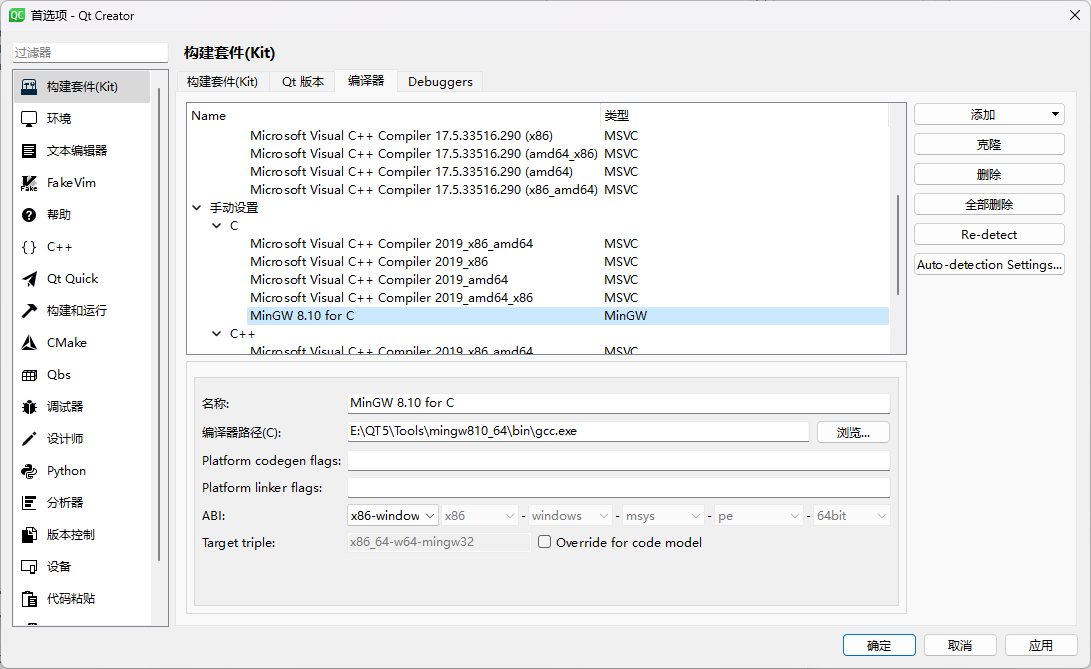 首选项 - Qt Creator
过滤器
构建套件(Kit)
环境
文本编辑器
FakeVim
帮助
C++
Qt Quick
构建和运行
CMake
Qbs
调试器
设计师
Python
分析器
版本控制
设备
代码粘贴
构建套件(Kit)
构建套件(Kit) Qt 版本 编译器 Debuggers
Name 类型
Microsoft Visual C++ Compiler 17.5.33516.290 (x86) MSVC
Microsoft Visual C++ Compiler 17.5.33516.290 (amd64_x86) MSVC
Microsoft Visual C++ Compiler 17.5.33516.290 (amd64) MSVC
Microsoft Visual C++ Compiler 17.5.33516.290 (x86_amd64) MSVC
手动设置
C
Microsoft Visual C++ Compiler 2019_x86_amd64 MSVC
Microsoft Visual C++ Compiler 2019_x86 MSVC
Microsoft Visual C++ Compiler 2019_amd64 MSVC
Microsoft Visual C++ Compiler 2019_amd64_x86 MSVC
MinGW 8.10 for C MinGW
C++
Microsoft Visual C++ Compiler 2019_x86_amd64 MSVC
添加
克隆
删除
全部删除
Re-detect
Auto-detection Settings...
名称: MinGW 8.10 for C
编译器路径(C): E:\QT5\Tools\mingw810_64\bin\gcc.exe 浏览...
Platform codegen flags:
Platform linker flags:
ABI: x86-window x86 - windows - msys - pe - 64bit
Target triple: x86_64-w64-mingw32 Override for code model
确定 取消 应用